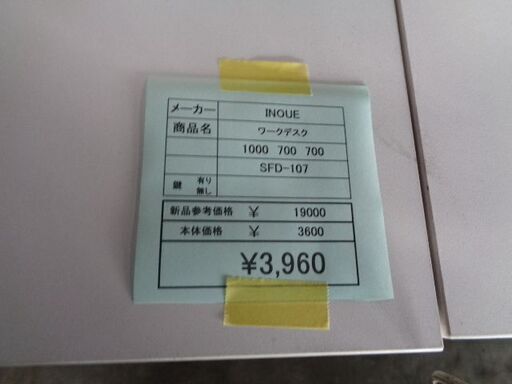 メーカー INOUE
商品名 ワークデスク
1000 700 700
SFD-107
鍵 有り 無し
新品参考価格 ¥ 19000
本体価格 ¥ 3600
¥3,960